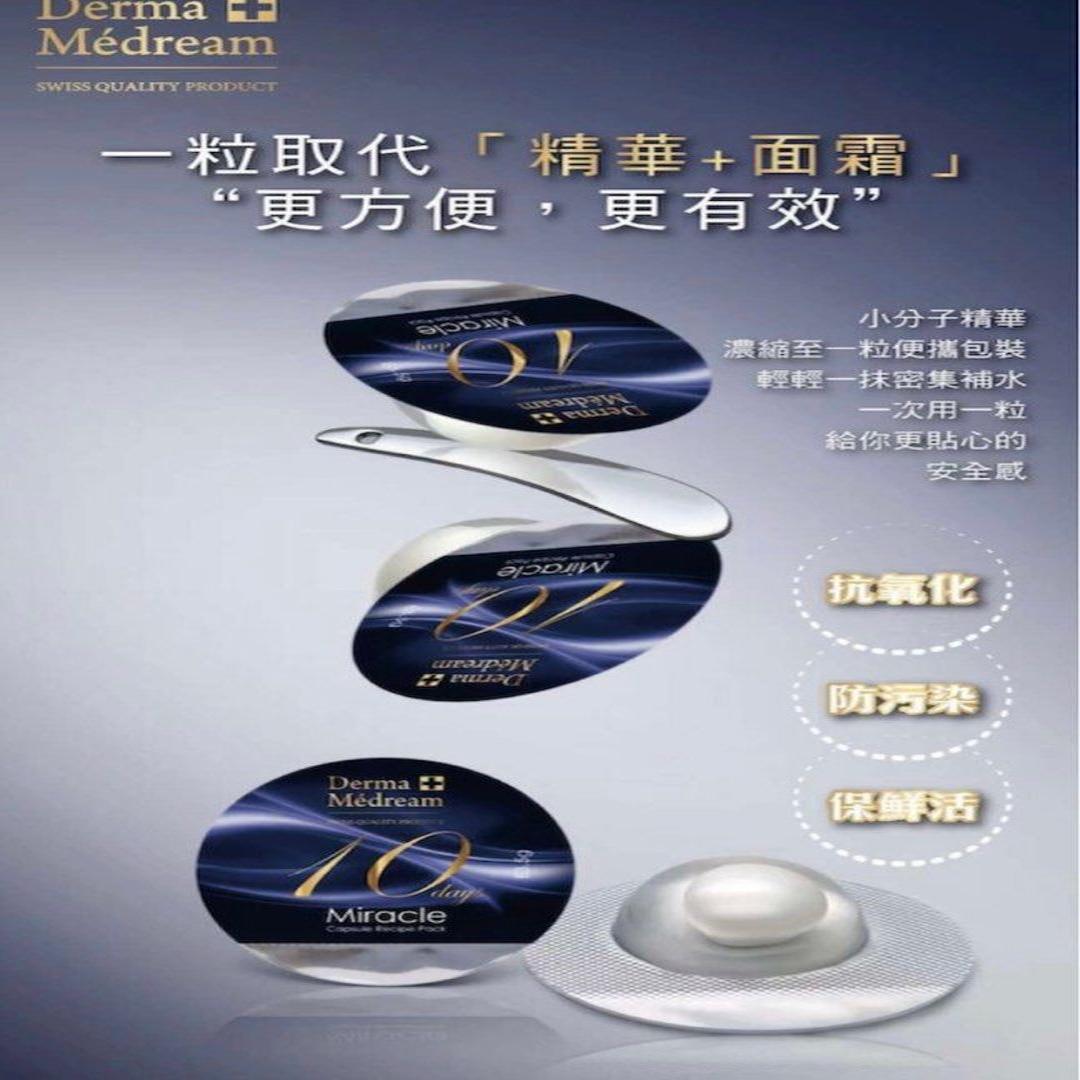 Derma
Médream
SWISS QUALITY PRODUCT
一粒取代「精華+面霜」
“更方便，更有效”
小分子精華
濃縮至一粒便攜包裝
輕輕一抹密集補水
一次用一粒
給你更貼心的
安全感
Miracle
10
days
Derma
Médream
Miracle
10
Derma
Médream
抗氧化
防污染
保鮮活
Derma
Médream
SWISS QUALITY PRODUCT
10
days
Miracle
Capsule Recipe Pack